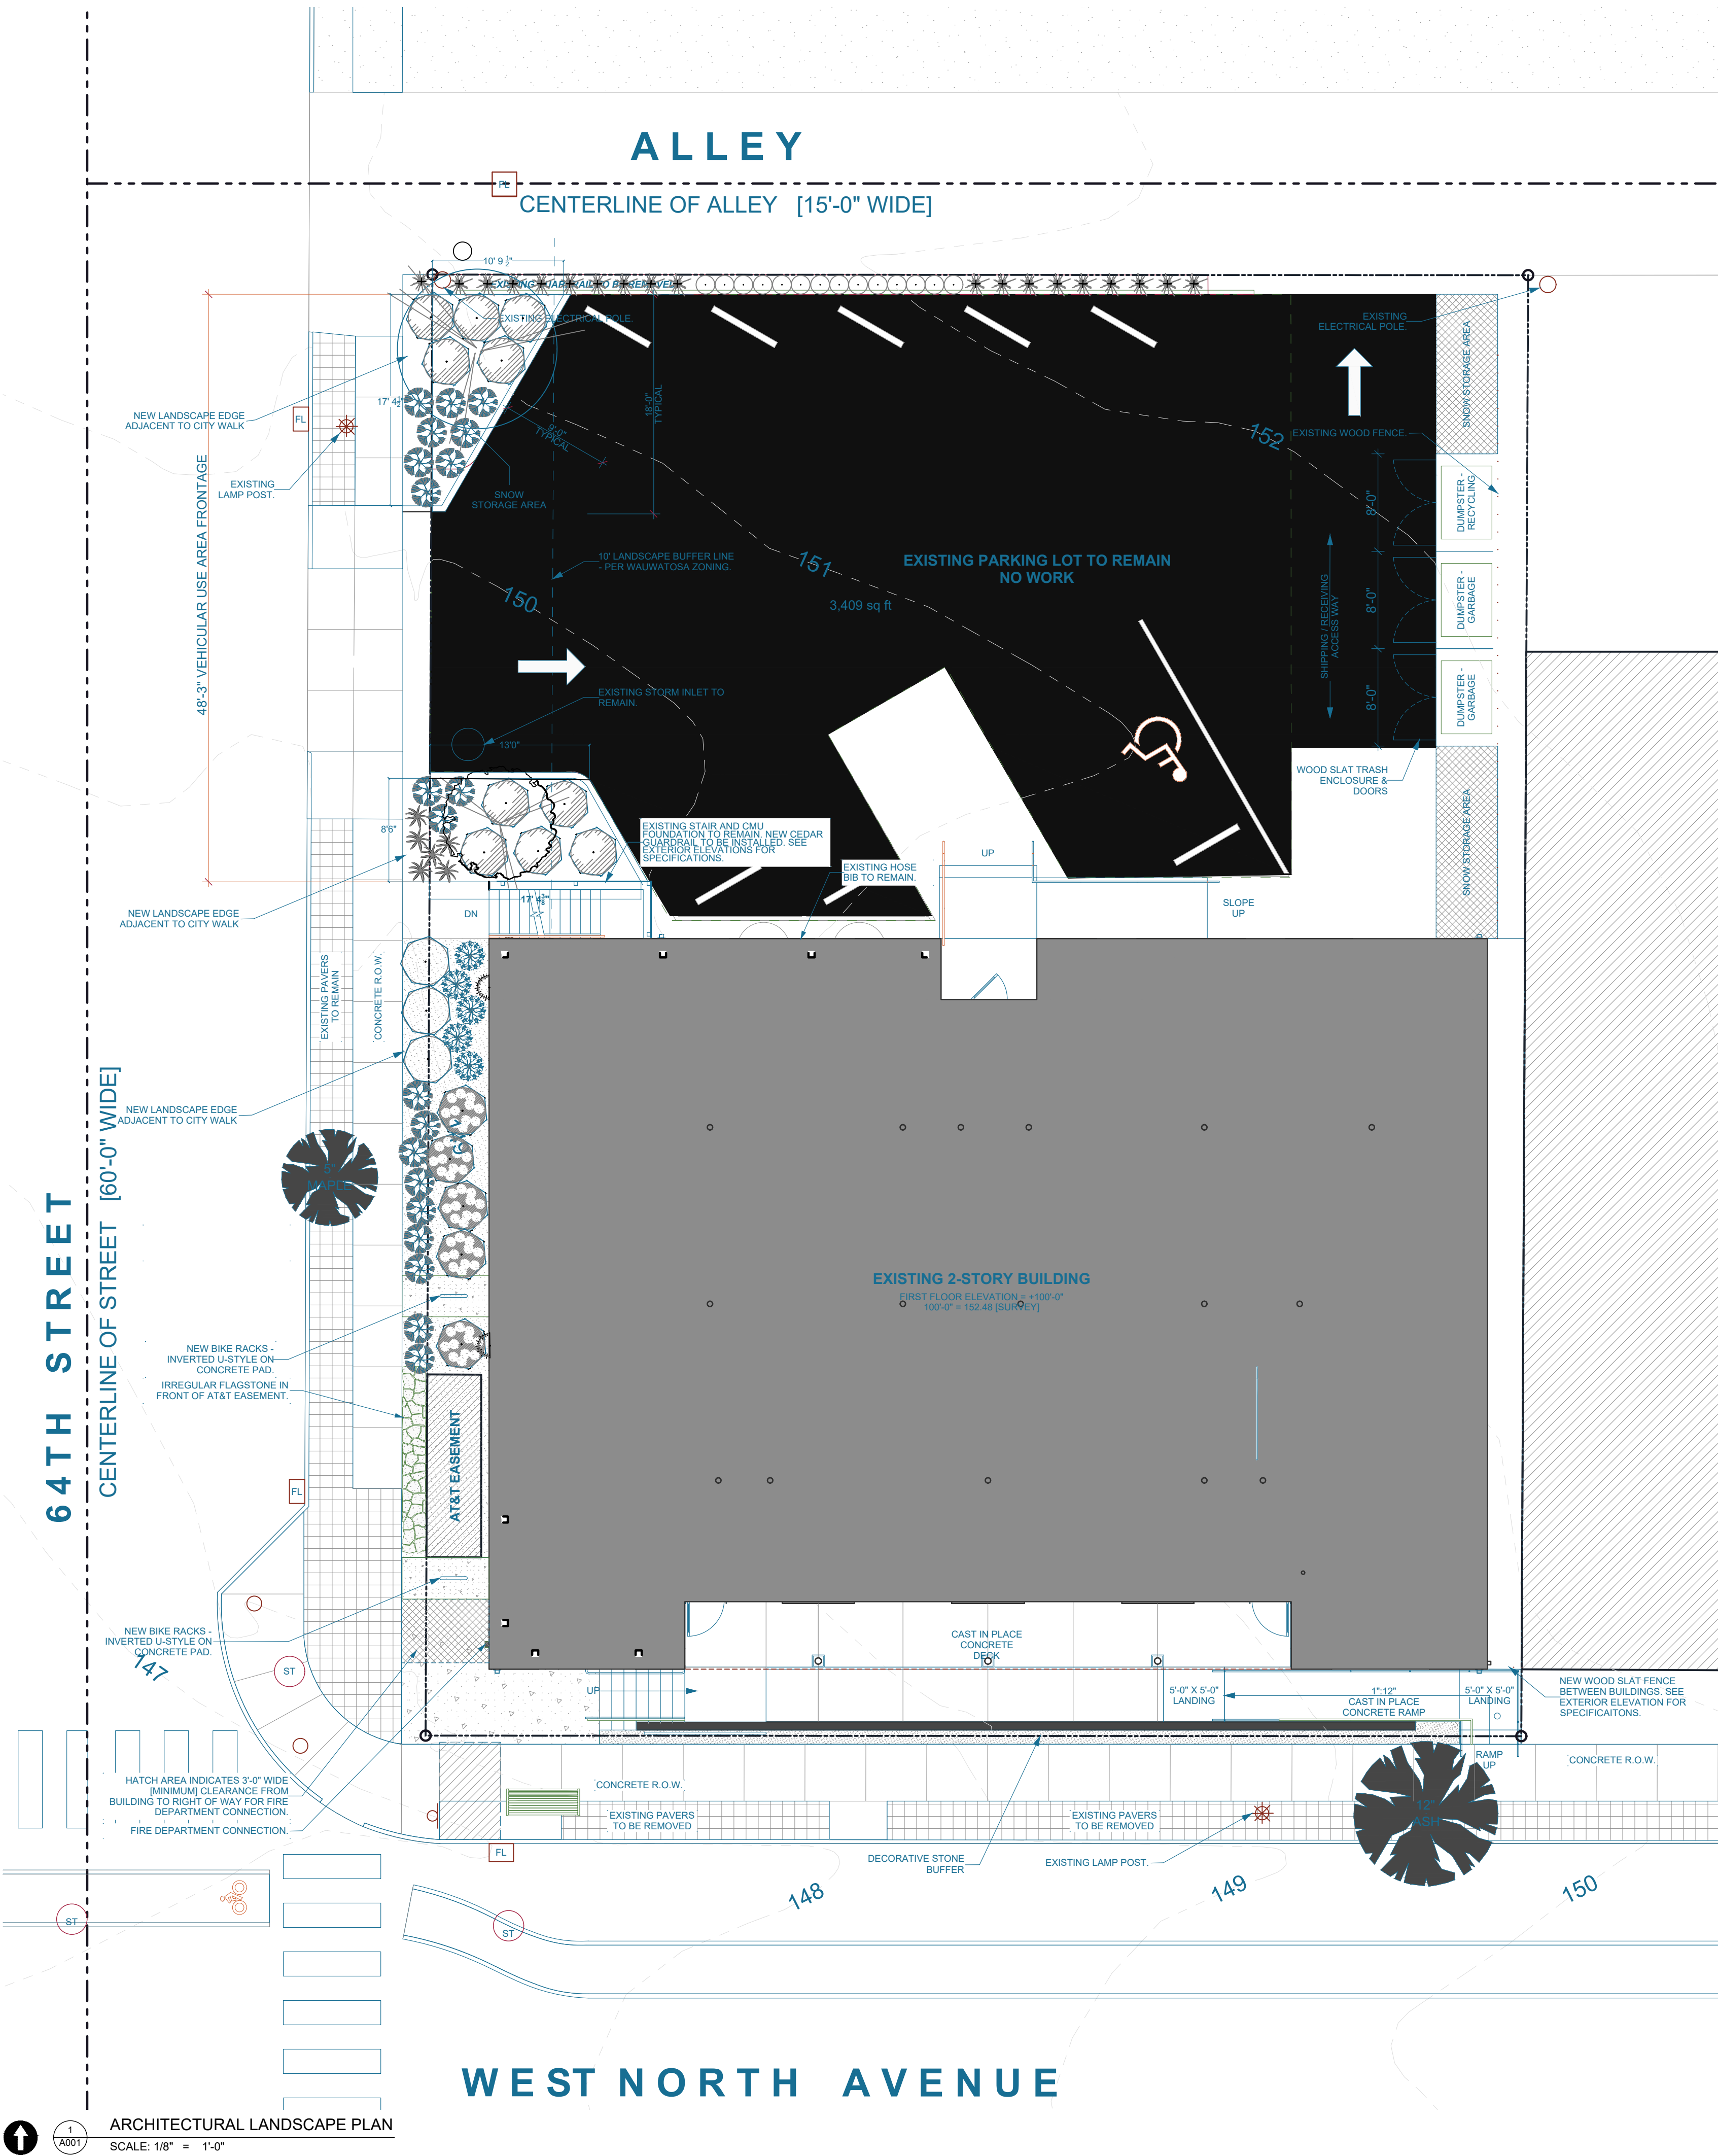 ALLEY
PL
CENTERLINE OF ALLEY [15'-0" WIDE]
10' 9 1/2"
EXISTING GUARDRAIL TO BE REMOVED
EXISTING ELECTRICAL POLE.
EXISTING
ELECTRICAL POLE.
SNOW STORAGE AREA
NEW LANDSCAPE EDGE
ADJACENT TO CITY WALK
FL
17' 4 1/2"
18'-0"
TYPICAL
9'-0"
TYPICAL
152
EXISTING WOOD FENCE.
EXISTING
LAMP POST.
SNOW
STORAGE AREA
48'-3" VEHICULAR USE AREA FRONTAGE
8'-0"
DUMPSTER -
RECYCLING
10' LANDSCAPE BUFFER LINE
- PER WAUWATOSA ZONING.
151
EXISTING PARKING LOT TO REMAIN
NO WORK
3,409 sq ft
150
SHIPPING / RECEIVING
ACCESS WAY
8'-0"
DUMPSTER -
GARBAGE
EXISTING STORM INLET TO
REMAIN.
8'-0"
DUMPSTER -
GARBAGE
13'0"
WOOD SLAT TRASH
ENCLOSURE &
DOORS
8'6"
EXISTING STAIR AND CMU
FOUNDATION TO REMAIN. NEW CEDAR
GUARDRAIL TO BE INSTALLED. SEE
EXTERIOR ELEVATIONS FOR
SPECIFICATIONS.
UP
EXISTING HOSE
BIB TO REMAIN.
SNOW STORAGE AREA
NEW LANDSCAPE EDGE
ADJACENT TO CITY WALK
DN
SLOPE
UP
EXISTING PAVERS
TO REMAIN
CONCRETE R.O.W.
NEW LANDSCAPE EDGE
ADJACENT TO CITY WALK
5"
MAPLE
64TH STREET
CENTERLINE OF STREET [60'-0" WIDE]
EXISTING 2-STORY BUILDING
FIRST FLOOR ELEVATION = +100'-0"
100'-0" = 152.48 [SURVEY]
NEW BIKE RACKS -
INVERTED U-STYLE ON
CONCRETE PAD.
IRREGULAR FLAGSTONE IN
FRONT OF AT&T EASEMENT.
AT&T EASEMENT
FL
NEW BIKE RACKS -
INVERTED U-STYLE ON
CONCRETE PAD.
147
ST
CAST IN PLACE
CONCRETE
DECK
UP
5'-0" X 5'-0"
LANDING
1":12"
CAST IN PLACE
CONCRETE RAMP
5'-0" X 5'-0"
LANDING
NEW WOOD SLAT FENCE
BETWEEN BUILDINGS. SEE
EXTERIOR ELEVATION FOR
SPECIFICAITONS.
RAMP
UP
CONCRETE R.O.W.
CONCRETE R.O.W.
HATCH AREA INDICATES 3'-0" WIDE
[MINIMUM] CLEARANCE FROM
BUILDING TO RIGHT OF WAY FOR FIRE
DEPARTMENT CONNECTION.
FIRE DEPARTMENT CONNECTION.
EXISTING PAVERS
TO BE REMOVED
EXISTING PAVERS
TO BE REMOVED
12"
ASH
FL
DECORATIVE STONE
BUFFER
EXISTING LAMP POST.
148
149
150
ST
ST
WEST NORTH AVENUE
1
A001
ARCHITECTURAL LANDSCAPE PLAN
SCALE: 1/8" = 1'-0"